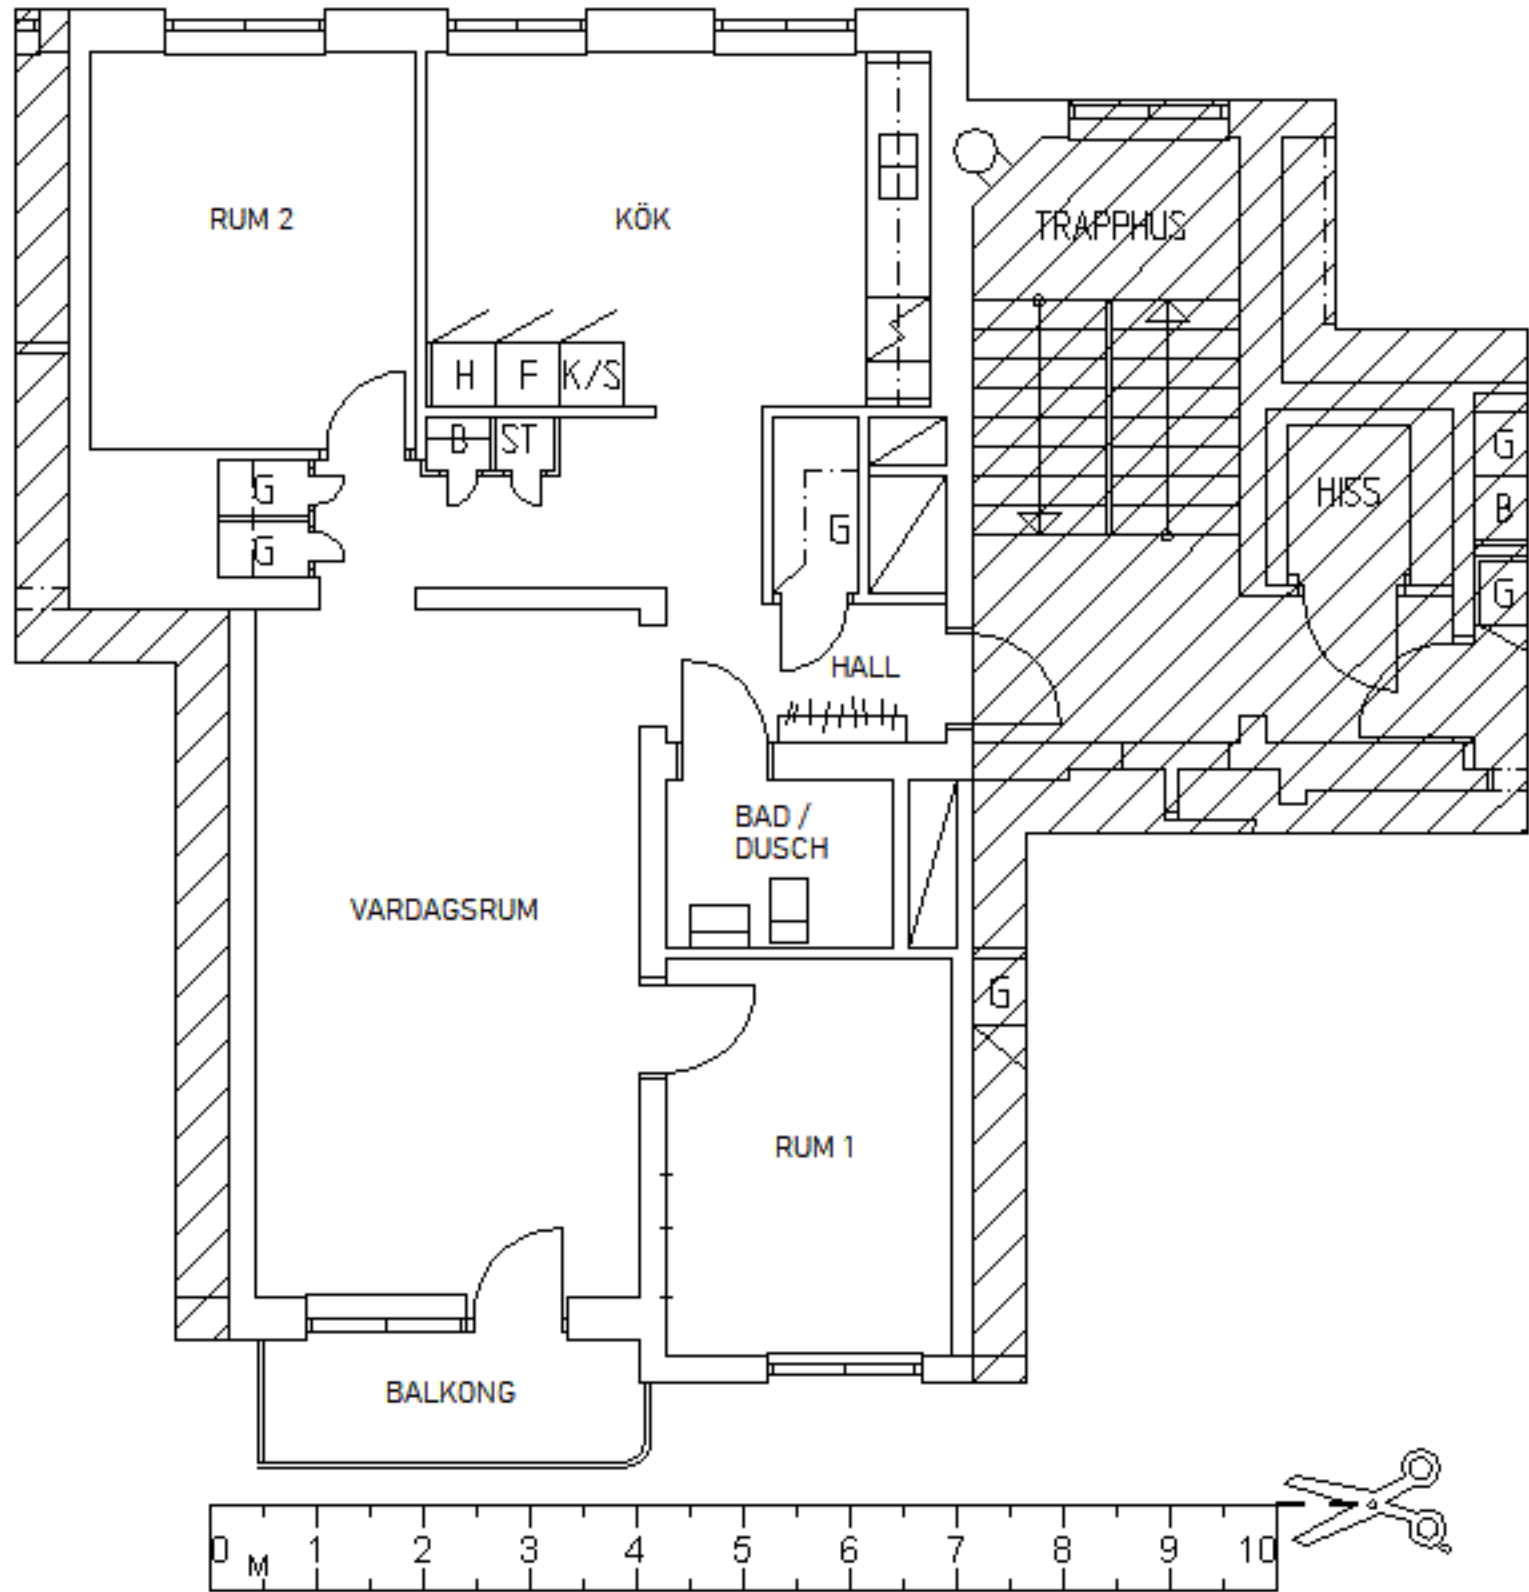 RUM 2
KÖK
TRAPPHUS
H
F
K/S
B
ST
G
HISS
G
B
G
G
G
G
HALL
BAD /
DUSCH
VARDAGSRUM
G
RUM 1
BALKONG
0 M 1 2 3 4 5 6 7 8 9 10